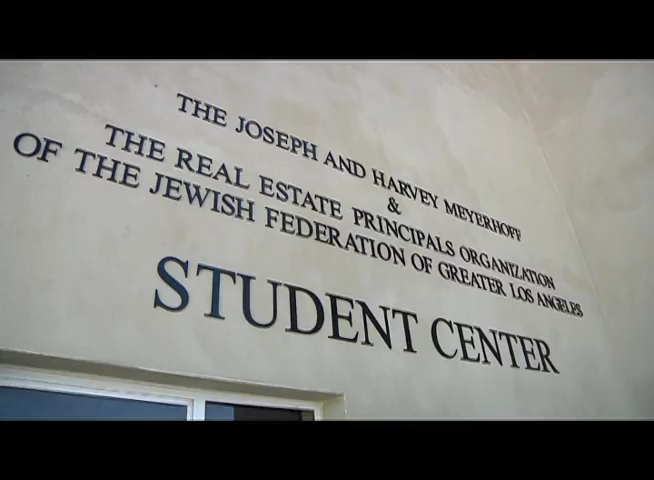 THE JOSEPH AND HARVEY MEYERHOFF
&
THE REAL ESTATE PRINCIPALS ORGANIZATION
OF THE JEWISH FEDERATION OF GREATER LOS ANGELES
STUDENT CENTER